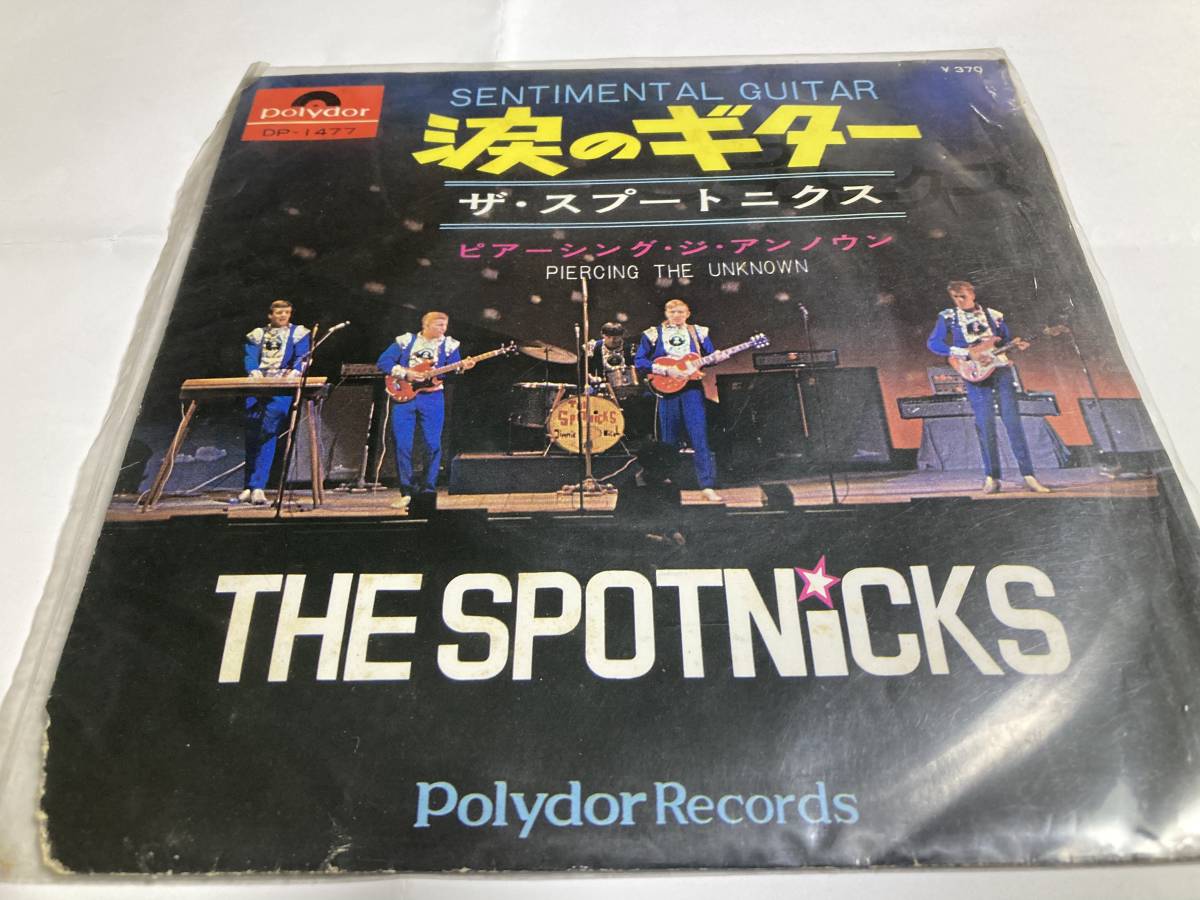 polydor
DP-1477
¥370
SENTIMENTAL GUITAR
涙のギター
ザ・スプートニクス
ピアーシング・ジ・アンノウン
PIERCING THE UNKNOWN
THE
SPOTNICKS
THE SPOTNiCKS
Polydor Records